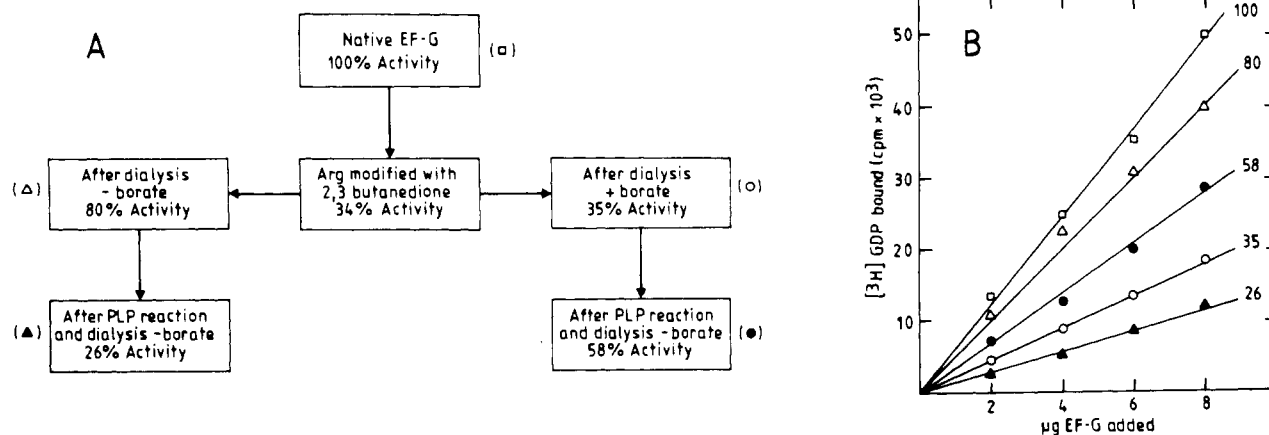 A
Native EF-G
100% Activity
(□)
(△)
After dialysis
- borate
80% Activity
Arg modified with
2,3 butanedione
34% Activity
After dialysis
+ borate
35% Activity
(○)
(▲)
After PLP reaction
and dialysis -borate
26% Activity
After PLP reaction
and dialysis -borate
58% Activity
(●)
B
[³H] GDP bound (cpm × 10³)
50
40
30
20
10
100
80
58
35
26
2 4 6 8
µg EF-G added